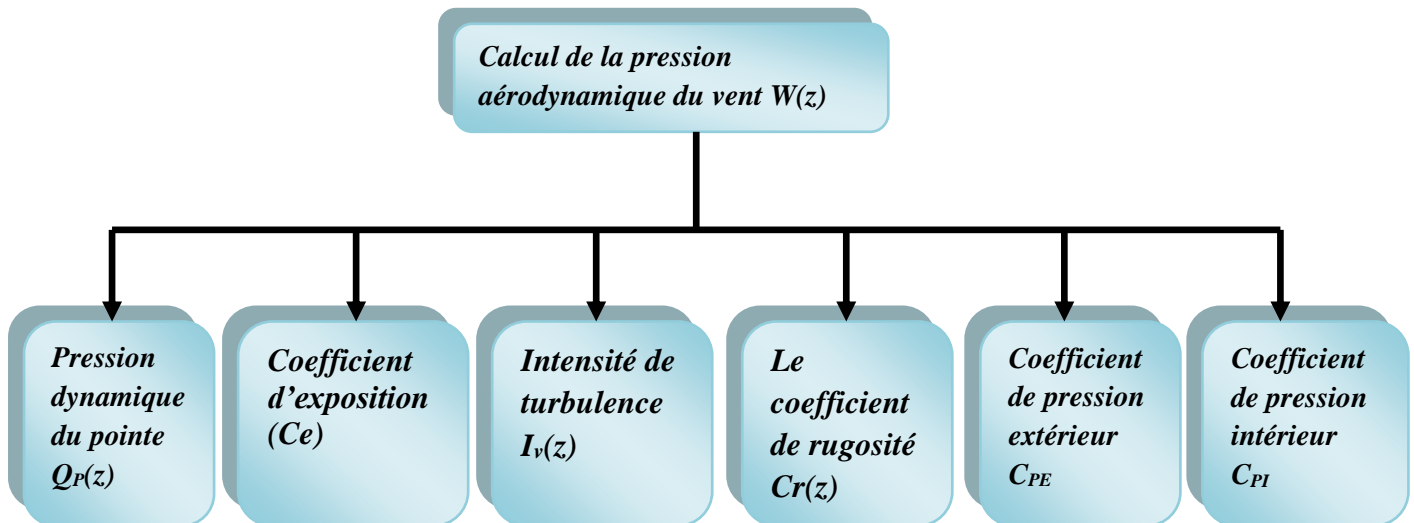 Calcul de la pression
aérodynamique du vent W(z)
Pression
dynamique
du pointe
QP(z)
Coefficient
d’exposition
(Ce)
Intensité de
turbulence
Iv(z)
Le
coefficient
de rugosité
Cr(z)
Coefficient
de pression
extérieur
CPE
Coefficient
de pression
intérieur
CPI